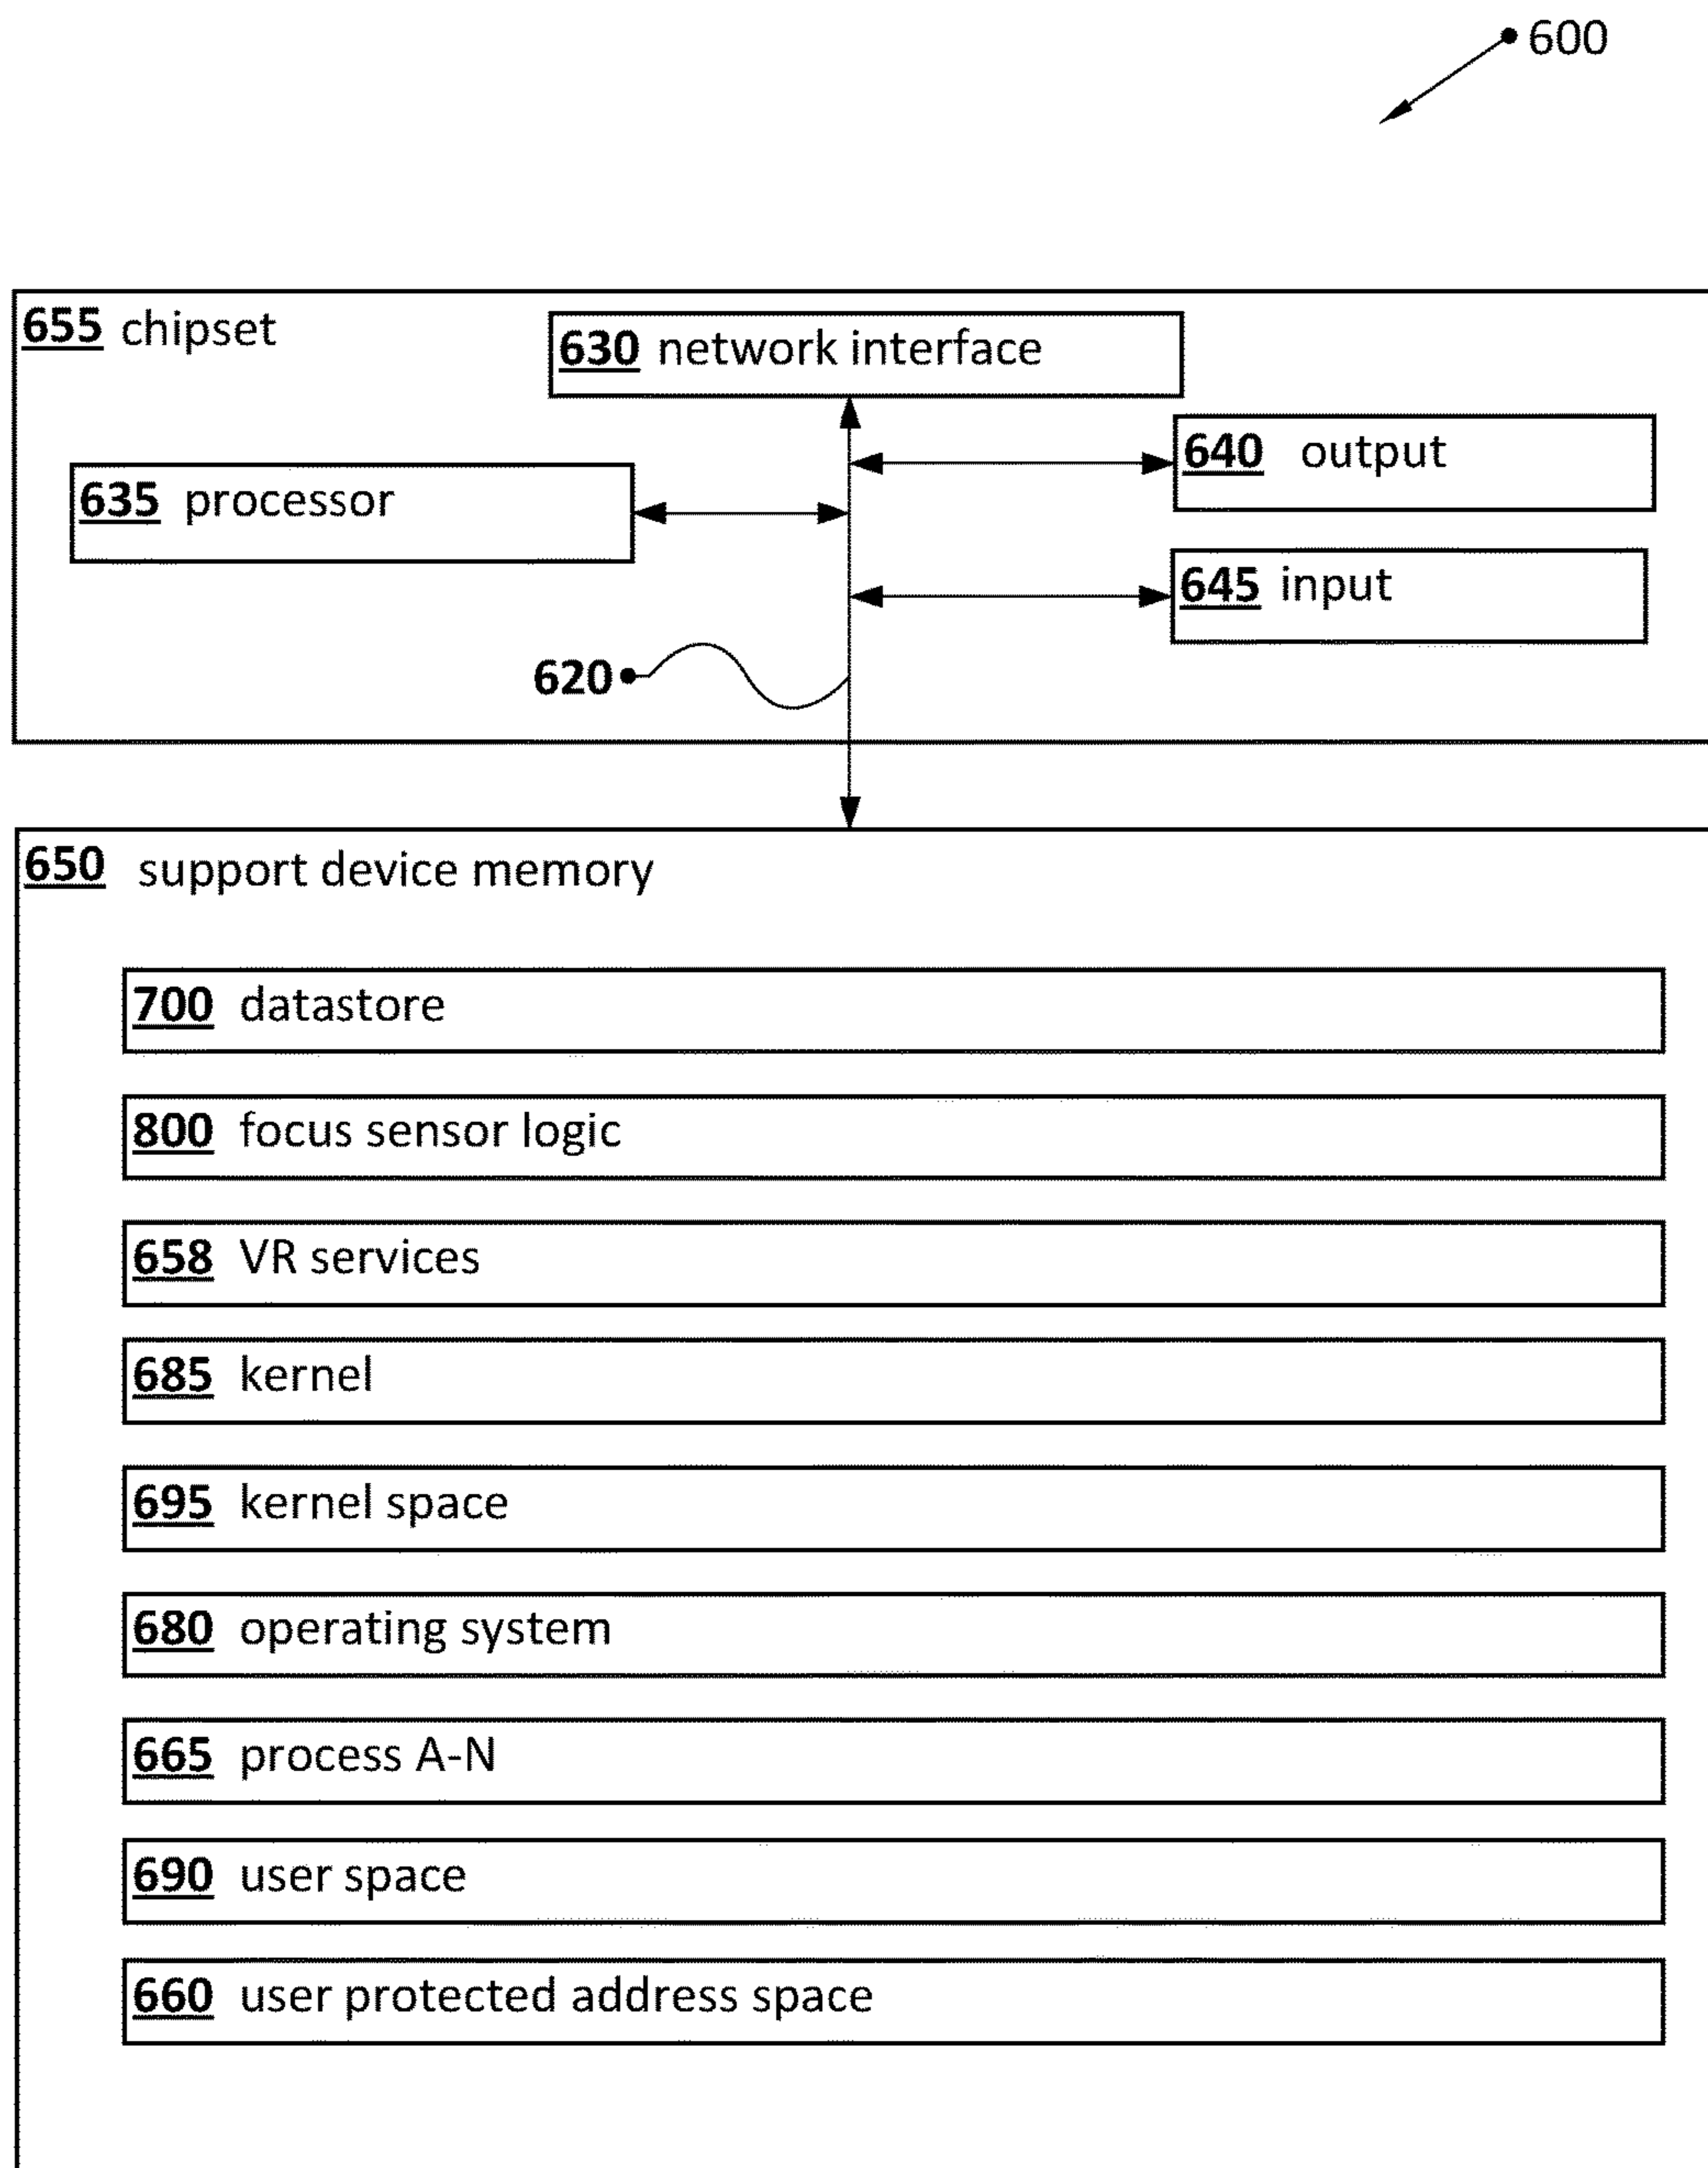 600
655 chipset
630 network interface
640 output
635 processor
645 input
620
650 support device memory
700 datastore
800 focus sensor logic
658 VR services
685 kernel
695 kernel space
680 operating system
665 process A-N
690 user space
660 user protected address space